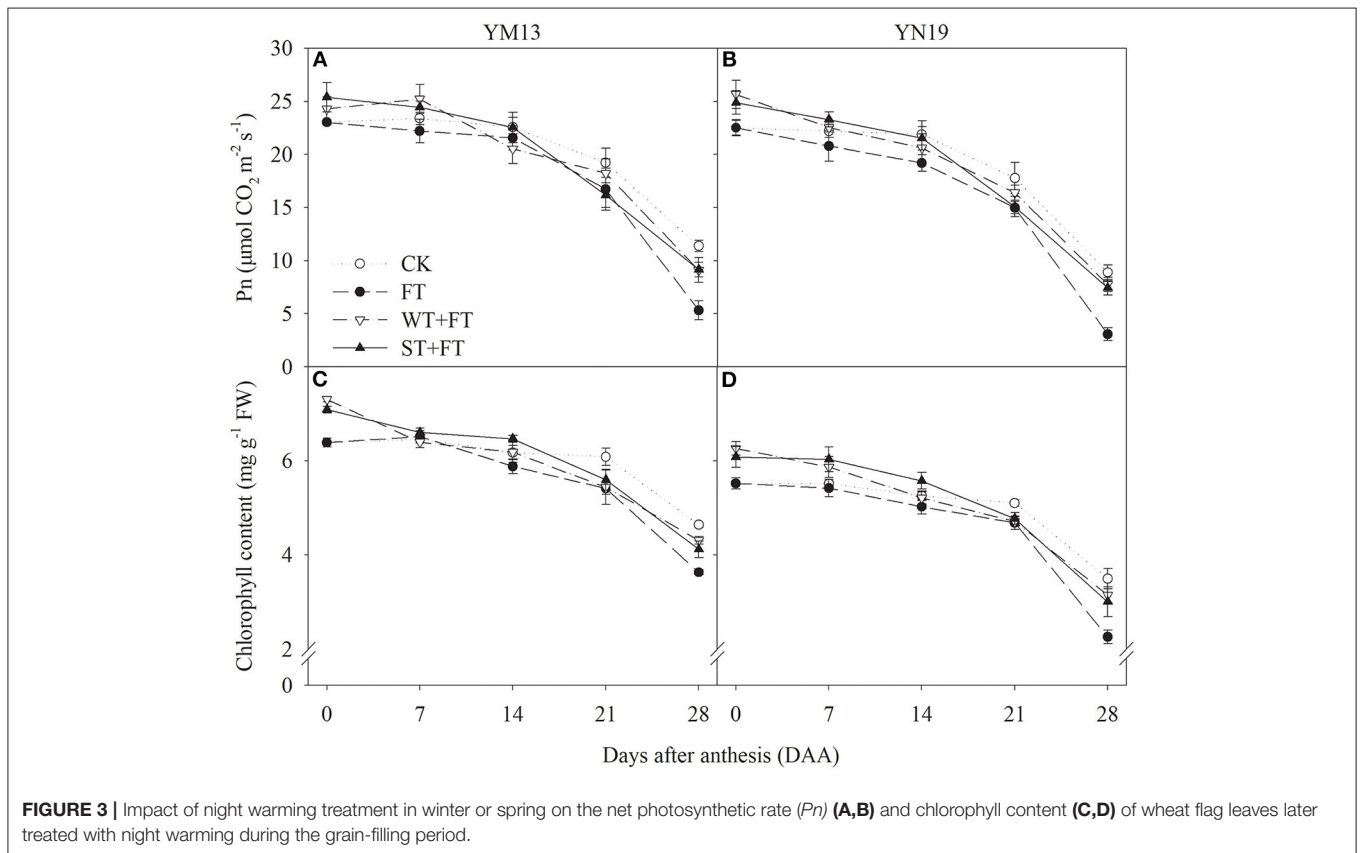 YM13
YN19
A
B
30
25
20
15
10
5
0
Pn (μmol CO₂ m⁻² s⁻¹)
CK
FT
WT+FT
ST+FT
C
D
6
4
2
0
Chlorophyll content (mg g⁻¹ FW)
0 7 14 21 28
0 7 14 21 28
Days after anthesis (DAA)
FIGURE 3 | Impact of night warming treatment in winter or spring on the net photosynthetic rate (Pn) (A,B) and chlorophyll content (C,D) of wheat flag leaves later
treated with night warming during the grain-filling period.